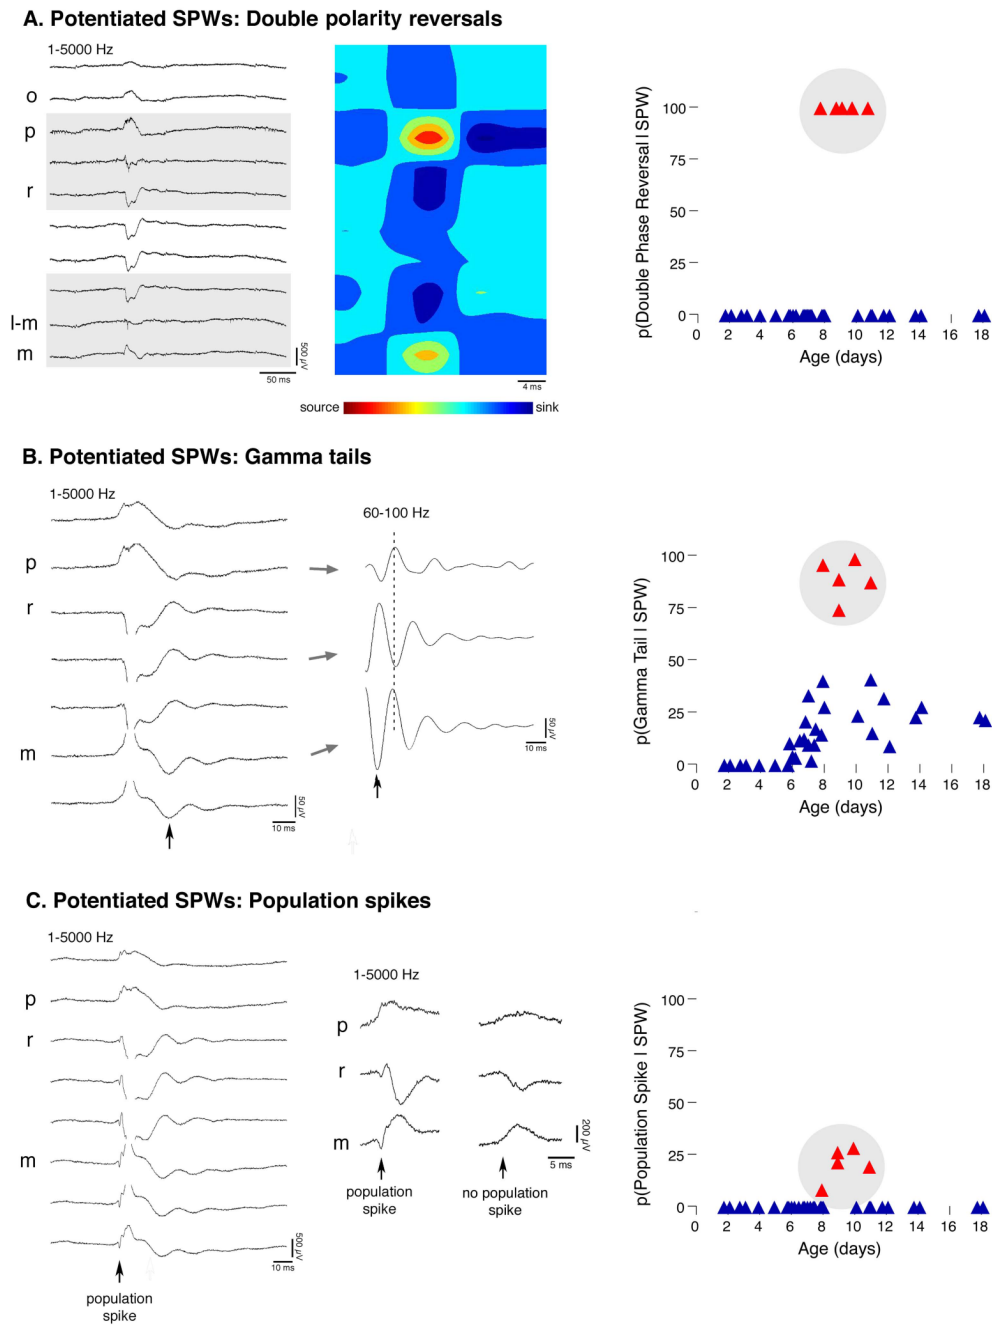 A. Potentiated SPWs: Double polarity reversals
1-5000 Hz
o
p
r
l-m
m
500 µV
50 ms
4 ms
source
sink
p(Double Phase Reversal | SPW)
100
75
50
25
0
0 2 4 6 8 10 12 14 16 18
Age (days)
B. Potentiated SPWs: Gamma tails
1-5000 Hz
p
r
m
50 µV
10 ms
60-100 Hz
50 µV
10 ms
p(Gamma Tail | SPW)
100
75
50
25
0
0 2 4 6 8 10 12 14 16 18
Age (days)
C. Potentiated SPWs: Population spikes
1-5000 Hz
p
r
m
500 µV
10 ms
population
spike
1-5000 Hz
p
r
m
200 µV
5 ms
population
spike
no population
spike
p(Population Spike | SPW)
100
75
50
25
0
0 2 4 6 8 10 12 14 16 18
Age (days)